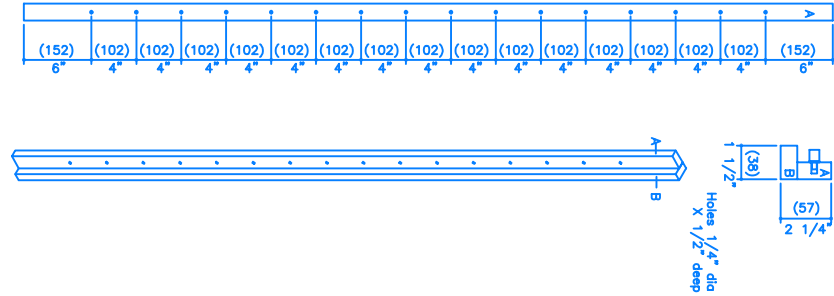 A
(152) (102) (102) (102) (102) (102) (102) (102) (102) (102) (102) (102) (102) (102) (102) (102) (152)
6" 4" 4" 4" 4" 4" 4" 4" 4" 4" 4" 4" 4" 4" 4" 4" 6"
A
B
1 1/2"
(38)
B
A
(57)
2 1/4"
Holes 1/4" dia
X 1/2" deep